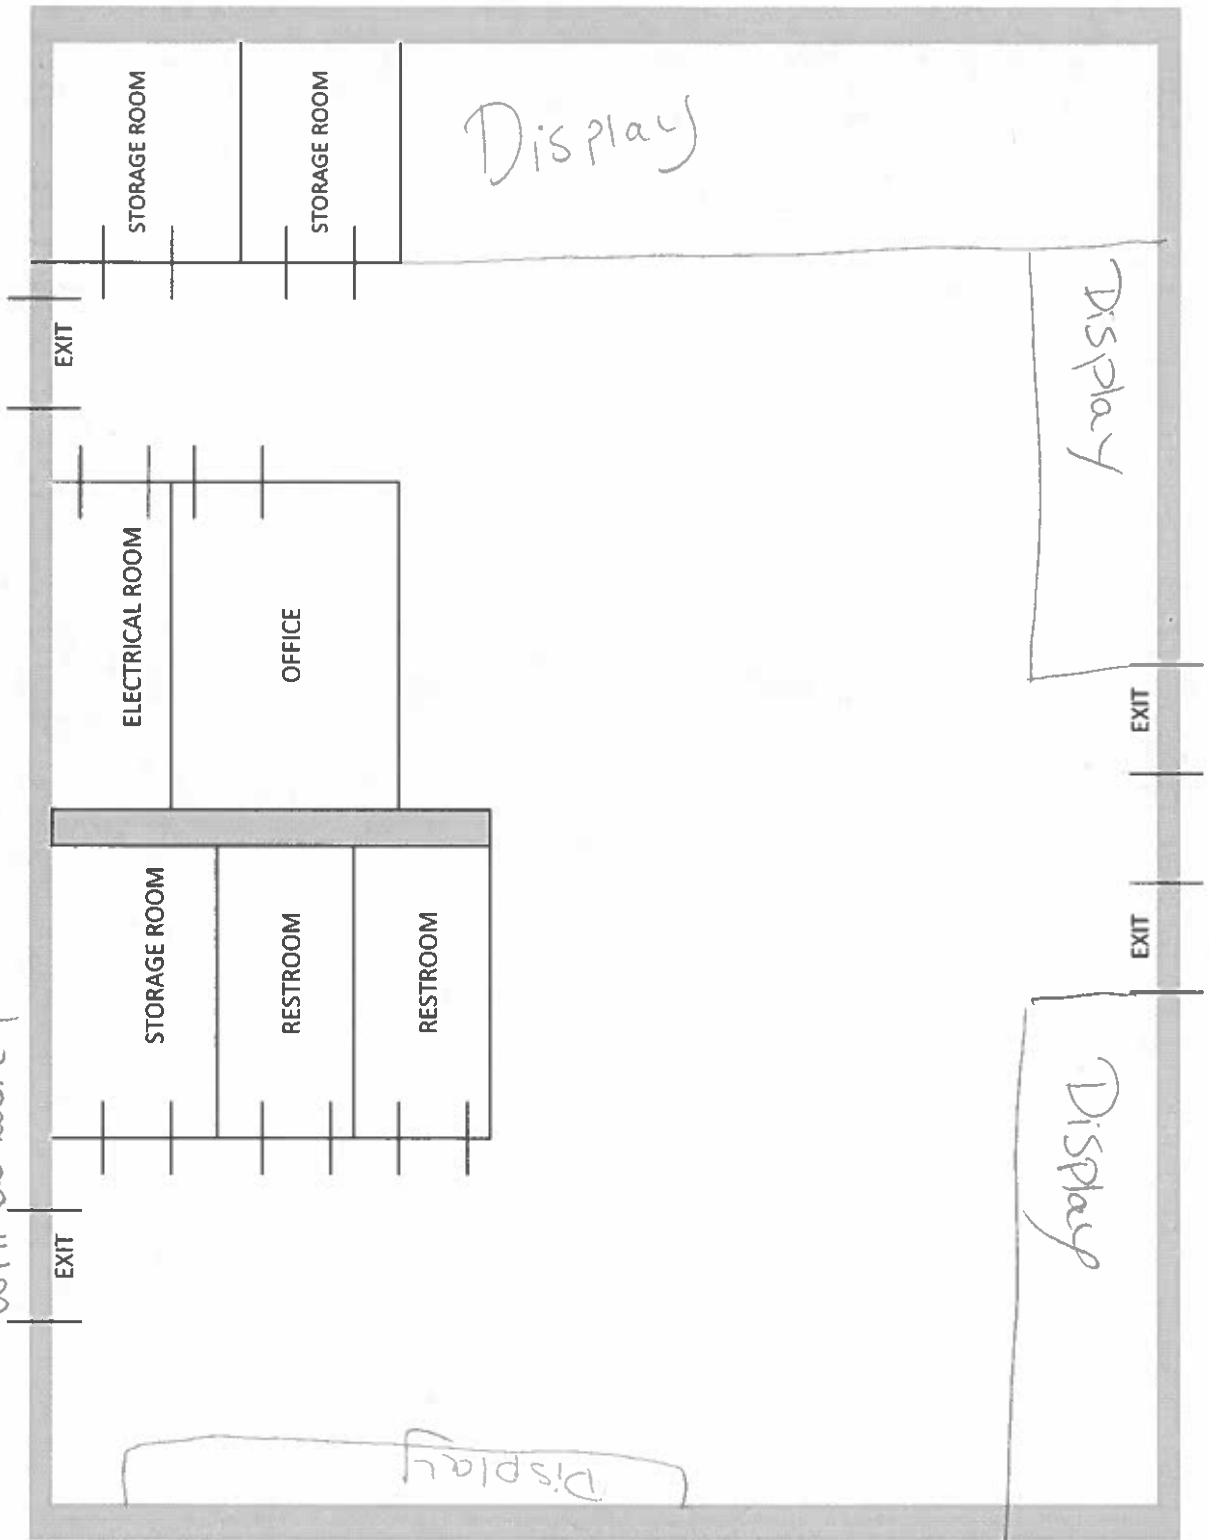 STORAGE ROOM
STORAGE ROOM
Display
EXIT
Display
ELECTRICAL ROOM
OFFICE
EXIT
STORAGE ROOM
RESTROOM
RESTROOM
EXIT
Display
EXIT
Display